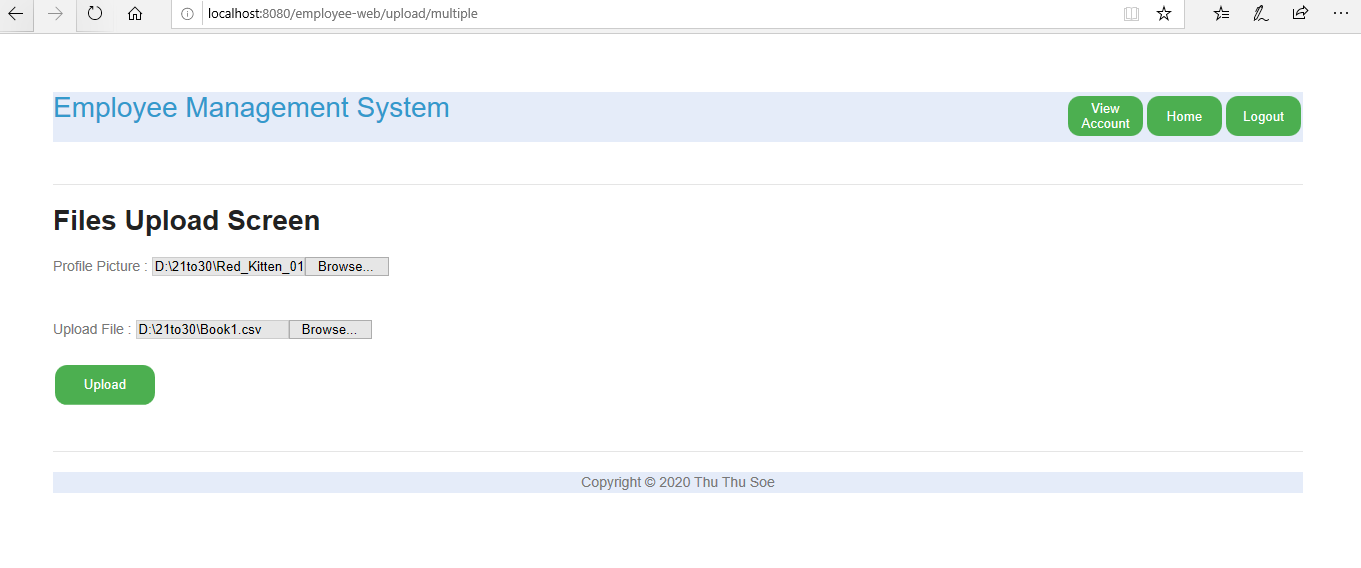 localhost:8080/employee-web/upload/multiple
Employee Management System
View
Account
Home
Logout
Files Upload Screen
Profile Picture : D:\21to30\Red_Kitten_01 Browse...
Upload File : D:\21to30\Book1.csv Browse...
Upload
Copyright © 2020 Thu Thu Soe